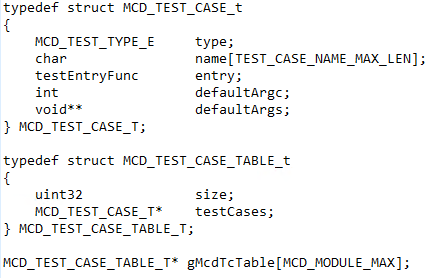 typedef struct MCD_TEST_CASE_t
{
    MCD_TEST_TYPE_E     type;
    char                name[TEST_CASE_NAME_MAX_LEN];
    testEntryFunc       entry;
    int                 defaultArgc;
    void**              defaultArgs;
} MCD_TEST_CASE_T;

typedef struct MCD_TEST_CASE_TABLE_t
{
    uint32              size;
    MCD_TEST_CASE_T*    testCases;
} MCD_TEST_CASE_TABLE_T;

MCD_TEST_CASE_TABLE_T* gMcdTcTable[MCD_MODULE_MAX];